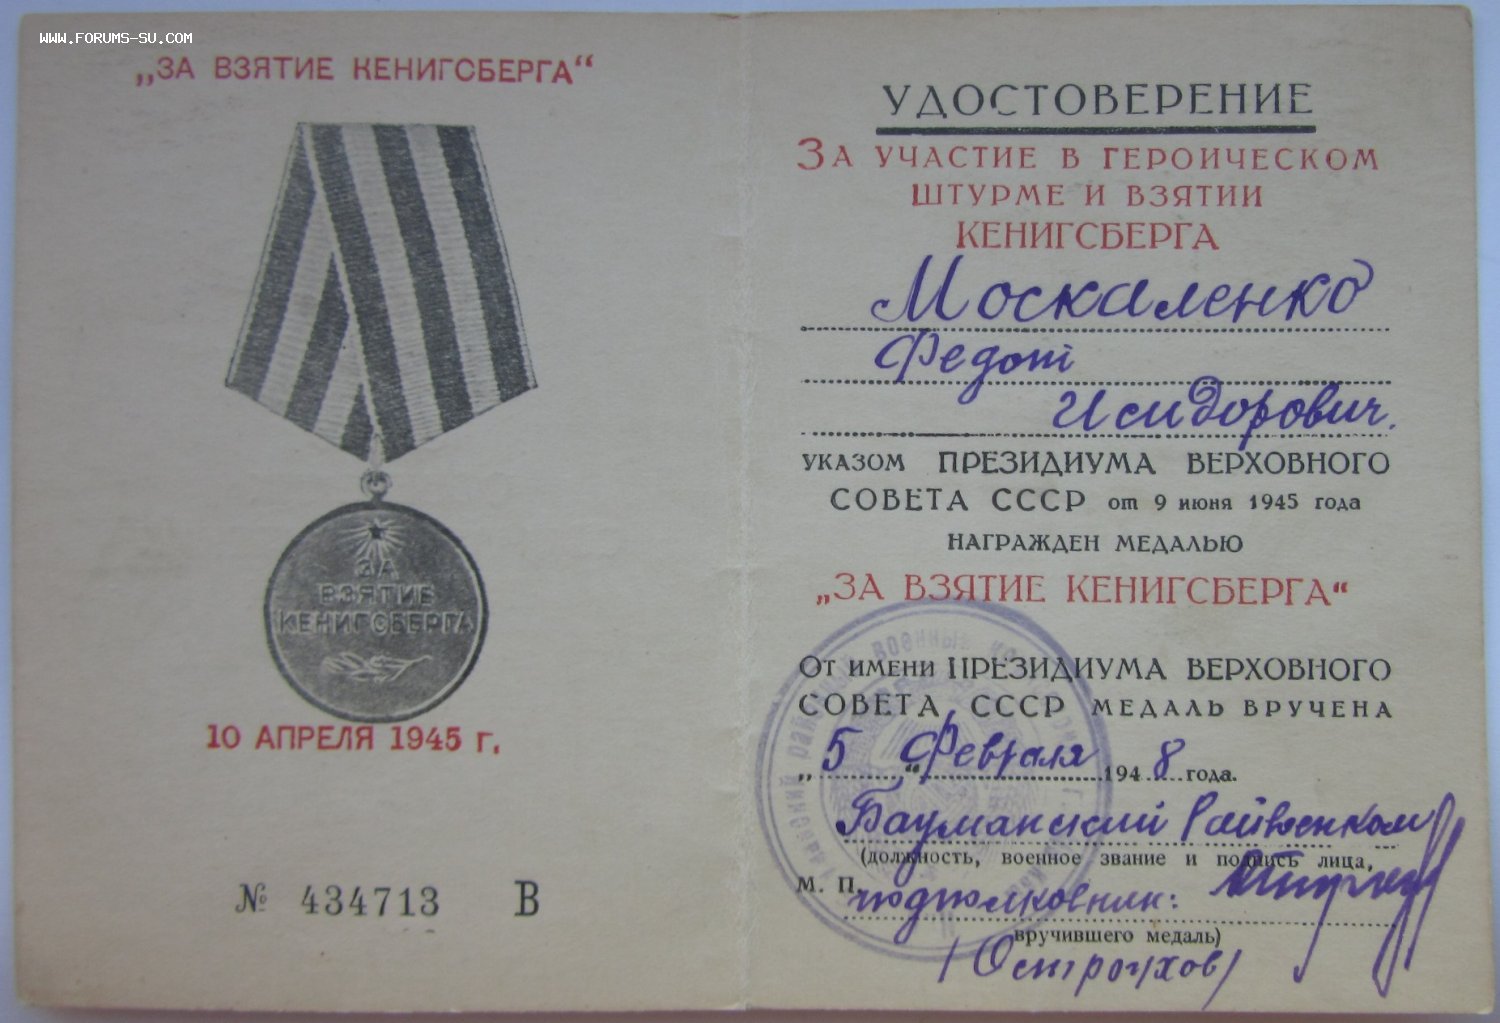 WWW.FORUMS-SU.COM
„ЗА ВЗЯТИЕ КЕНИГСБЕРГА“
ЗА
ВЗЯТИЕ
КЕНИГСБЕРГА
10 АПРЕЛЯ 1945 г.
№ 434713 В
УДОСТОВЕРЕНИЕ
ЗА УЧАСТИЕ В ГЕРОИЧЕСКОМ
ШТУРМЕ И ВЗЯТИИ
КЕНИГСБЕРГА
Москаленко
Федот
Исидорович.
УКАЗОМ ПРЕЗИДИУМА ВЕРХОВНОГО
СОВЕТА СССР от 9 июня 1945 года
НАГРАЖДЕН МЕДАЛЬЮ
„ЗА ВЗЯТИЕ КЕНИГСБЕРГА“
ОТ ИМЕНИ ПРЕЗИДИУМА ВЕРХОВНОГО
СОВЕТА СССР МЕДАЛЬ ВРУЧЕНА
„5“ Февраля 1948 года.
Бауманский Райвоенком
(должность, военное звание и подпись лица,
М. П. подполковник:
вручившего медаль)
(Остроухов)